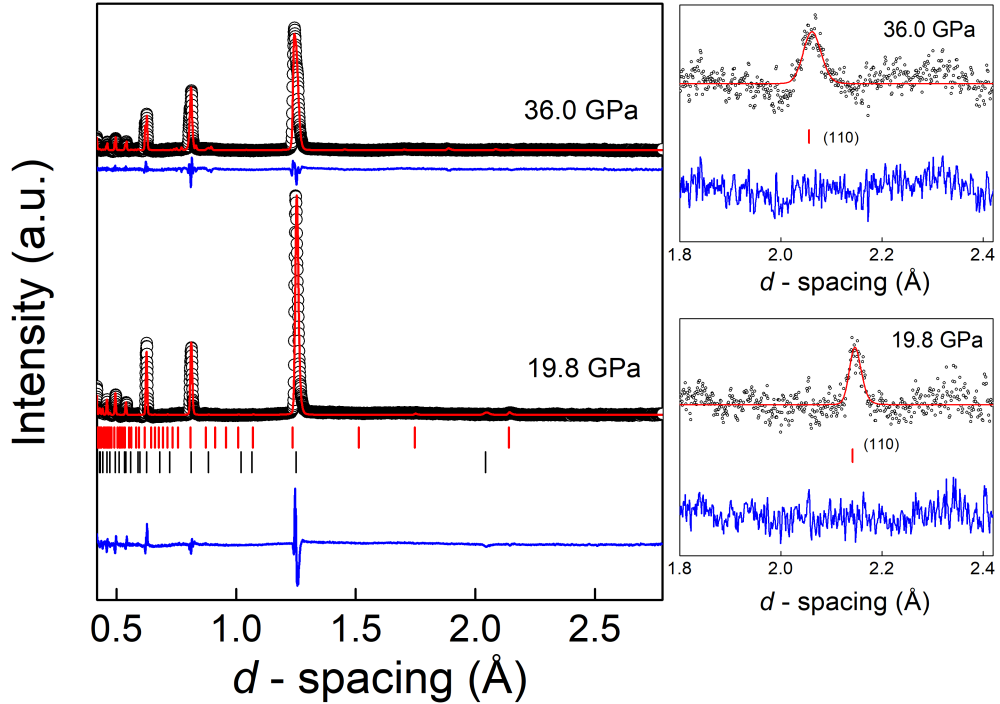 Intensity (a.u.)
36.0 GPa
19.8 GPa
0.5 1.0 1.5 2.0 2.5
d - spacing (Å)
36.0 GPa
(110)
1.8 2.0 2.2 2.4
d - spacing (Å)
19.8 GPa
(110)
1.8 2.0 2.2 2.4
d - spacing (Å)